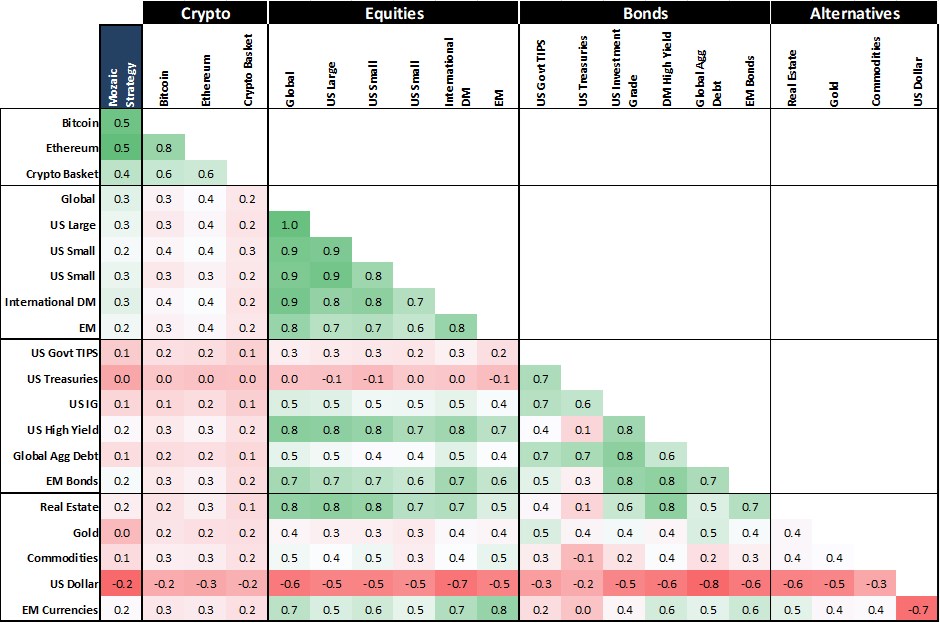 Crypto Equities Bonds Alternatives
Mozaic Strategy Bitcoin Ethereum Crypto Basket Global US Large US Small US Small International DM EM US Govt TIPS US Treasuries US Investment Grade DM High Yield Global Agg Debt EM Bonds Real Estate Gold Commodities US Dollar
Bitcoin 0.5
Ethereum 0.5 0.8
Crypto Basket 0.4 0.6 0.6
Global 0.3 0.3 0.4 0.2
US Large 0.3 0.3 0.4 0.2 1.0
US Small 0.2 0.4 0.4 0.3 0.9 0.9
US Small 0.3 0.3 0.3 0.2 0.9 0.9 0.8
International DM 0.3 0.4 0.4 0.2 0.9 0.8 0.8 0.7
EM 0.2 0.3 0.4 0.2 0.8 0.7 0.7 0.6 0.8
US Govt TIPS 0.1 0.2 0.2 0.1 0.3 0.3 0.3 0.2 0.3 0.2
US Treasuries 0.0 0.0 0.0 0.0 0.0 -0.1 -0.1 0.0 0.0 -0.1 0.7
US IG 0.1 0.1 0.2 0.1 0.5 0.5 0.5 0.5 0.5 0.4 0.7 0.6
US High Yield 0.2 0.3 0.3 0.2 0.8 0.8 0.8 0.7 0.8 0.7 0.4 0.1 0.8
Global Agg Debt 0.1 0.2 0.2 0.1 0.5 0.5 0.4 0.4 0.5 0.4 0.7 0.7 0.8 0.6
EM Bonds 0.2 0.3 0.3 0.2 0.7 0.7 0.7 0.6 0.7 0.6 0.5 0.3 0.8 0.8 0.7
Real Estate 0.2 0.2 0.3 0.1 0.8 0.8 0.8 0.7 0.7 0.5 0.4 0.1 0.6 0.8 0.5 0.7
Gold 0.0 0.2 0.2 0.2 0.4 0.3 0.3 0.3 0.4 0.4 0.5 0.4 0.4 0.4 0.5 0.4 0.4
Commodities 0.1 0.3 0.3 0.2 0.5 0.4 0.5 0.3 0.4 0.5 0.3 -0.1 0.2 0.4 0.2 0.3 0.4 0.4
US Dollar -0.2 -0.2 -0.3 -0.2 -0.6 -0.5 -0.5 -0.5 -0.7 -0.5 -0.3 -0.2 -0.5 -0.6 -0.8 -0.6 -0.6 -0.5 -0.3
EM Currencies 0.2 0.3 0.3 0.2 0.7 0.5 0.6 0.5 0.7 0.8 0.2 0.0 0.4 0.6 0.5 0.6 0.5 0.4 0.4 -0.7